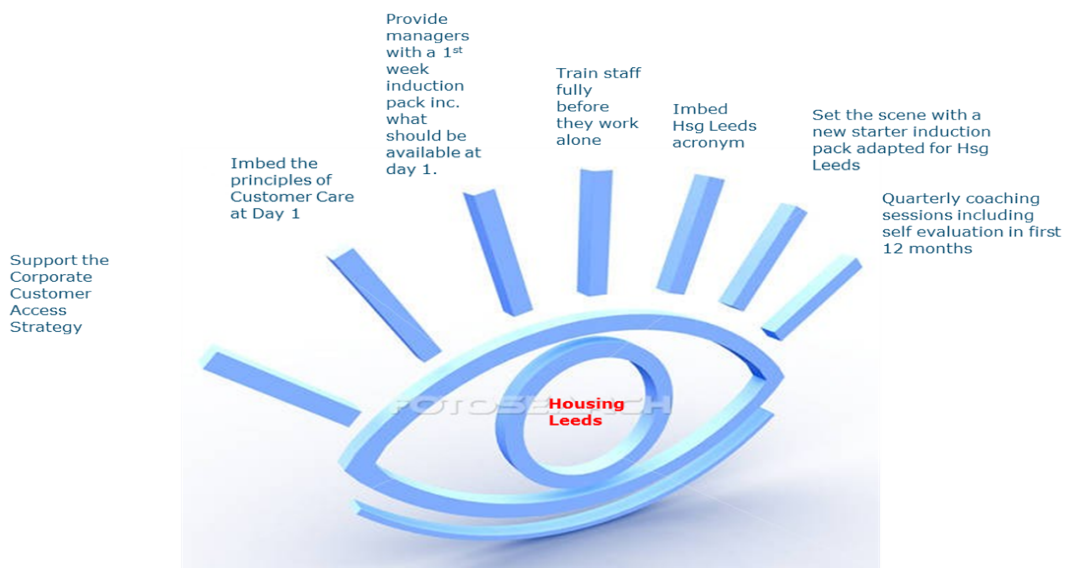 Support the
Corporate
Customer
Access
Strategy
Imbed the
principles of
Customer Care
at Day 1
Provide
managers
with a 1st
week
induction
pack inc.
what
should be
available at
day 1.
Train staff
fully
before
they work
alone
Imbed
Hsg Leeds
acronym
Set the scene with a
new starter induction
pack adapted for Hsg
Leeds
Quarterly coaching
sessions including
self evaluation in first
12 months
FOTOSEARCH
Housing
Leeds